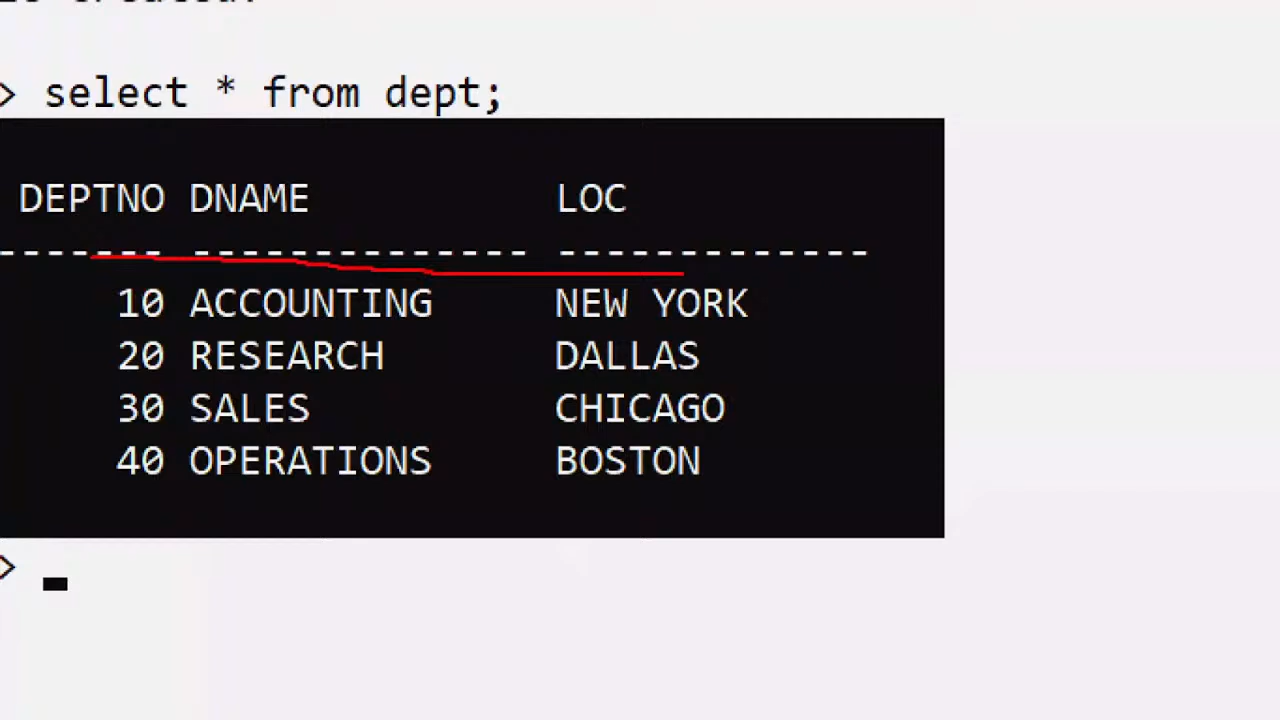 > select * from dept;
DEPTNO DNAME LOC
------- -------------- -------------
10 ACCOUNTING NEW YORK
20 RESEARCH DALLAS
30 SALES CHICAGO
40 OPERATIONS BOSTON
>